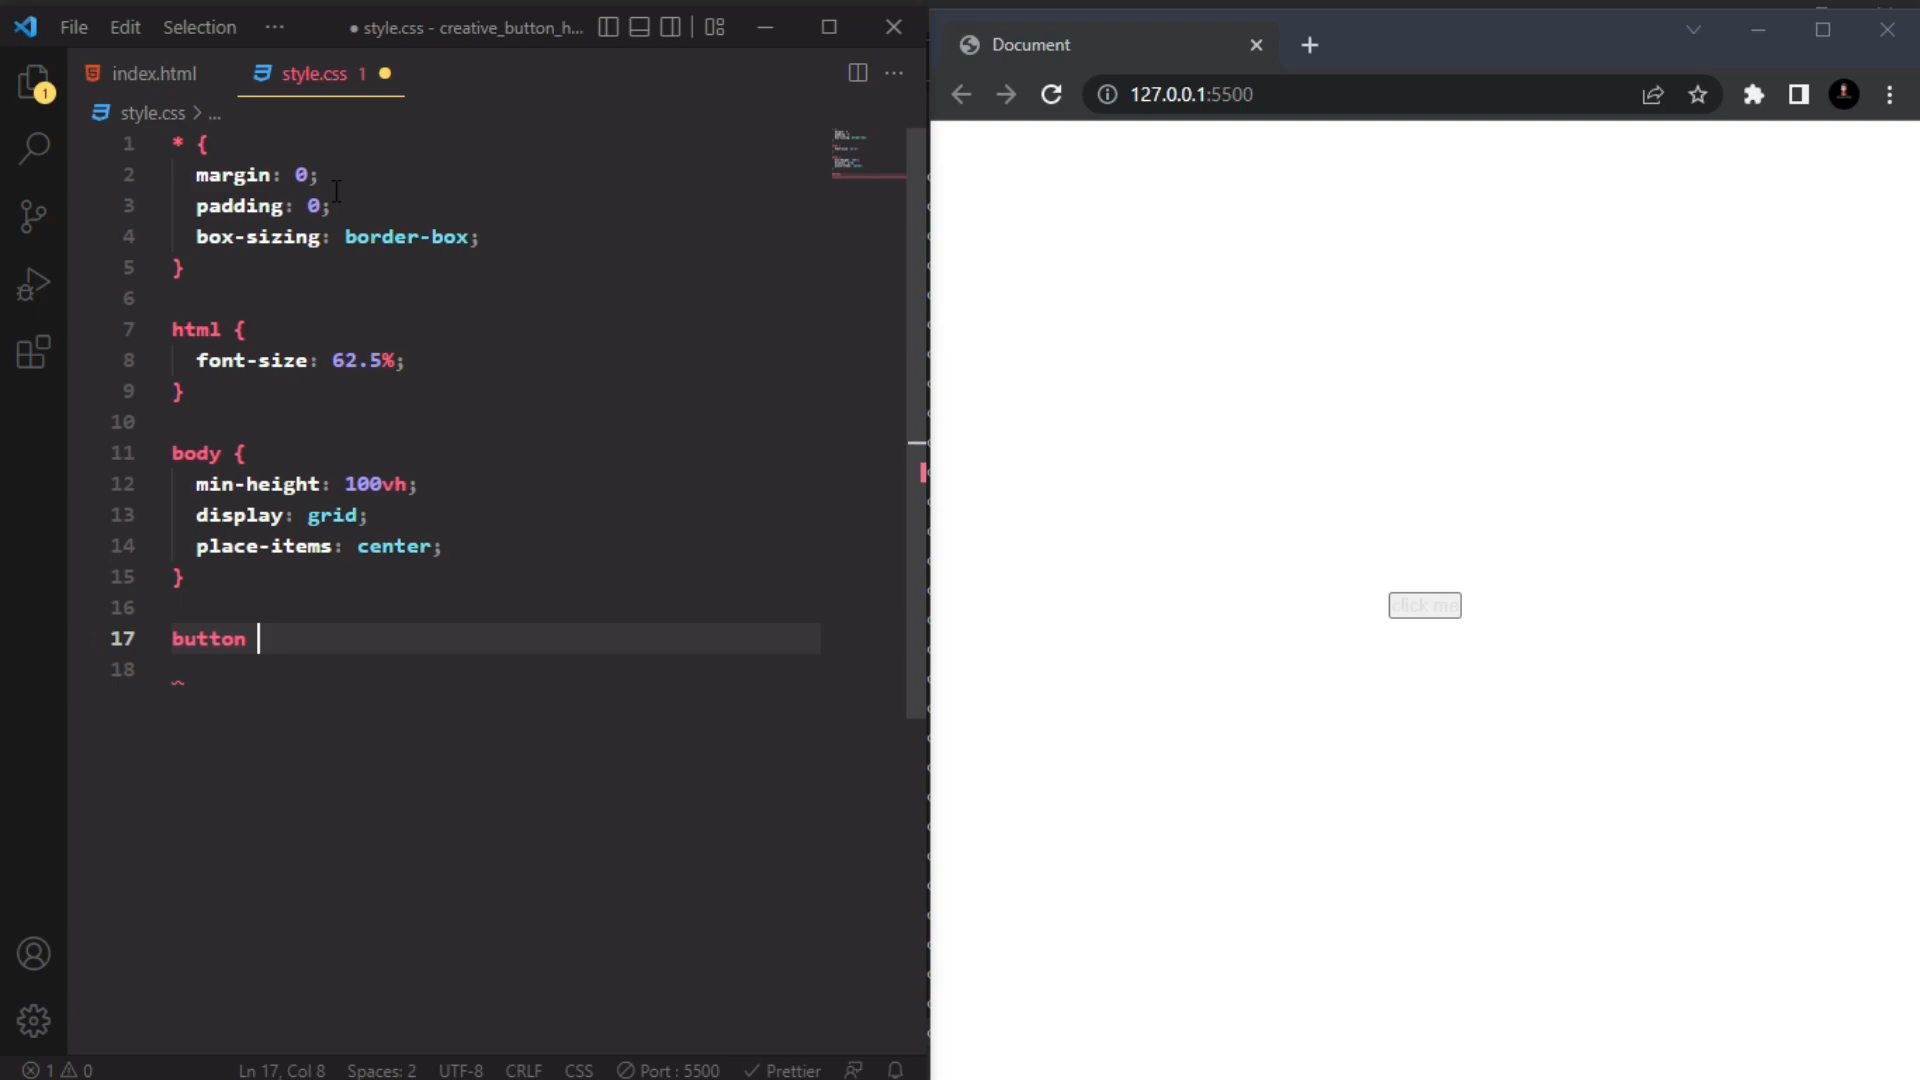 File Edit Selection ··· ● style.css - creative_button_h...
index.html style.css 1
style.css > ...
1 * {
2 margin: 0;
3 padding: 0;
4 box-sizing: border-box;
5 }
6
7 html {
8 font-size: 62.5%;
9 }
10
11 body {
12 min-height: 100vh;
13 display: grid;
14 place-items: center;
15 }
16
17 button
18
1
1 0 Ln 17, Col 8 Spaces: 2 UTF-8 CRLF CSS Port : 5500 Prettier
Document
127.0.0.1:5500
click me